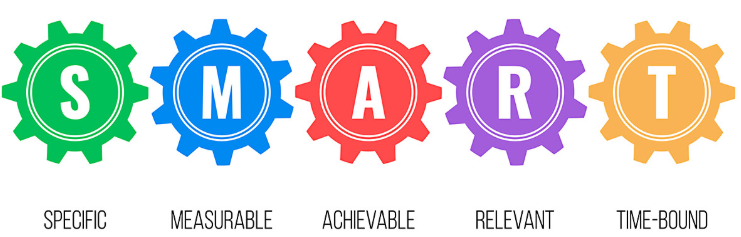 S M A R T
SPECIFIC MEASURABLE ACHIEVABLE RELEVANT TIME-BOUND